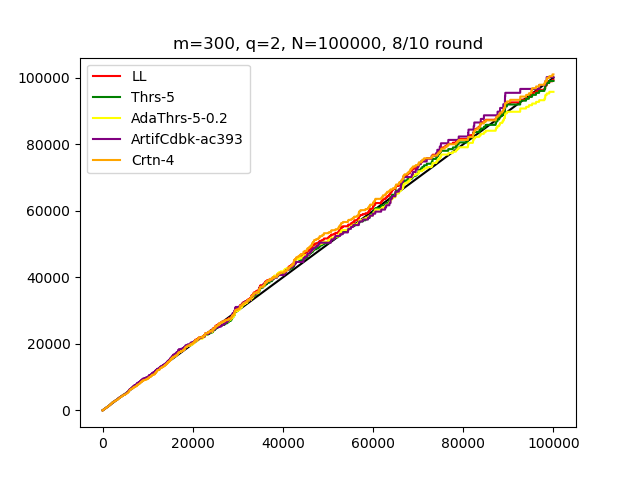 m=300, q=2, N=100000, 8/10 round
LL
Thrs-5
AdaThrs-5-0.2
ArtifCdbk-ac393
Crtn-4
100000
80000
60000
40000
20000
0
0 20000 40000 60000 80000 100000